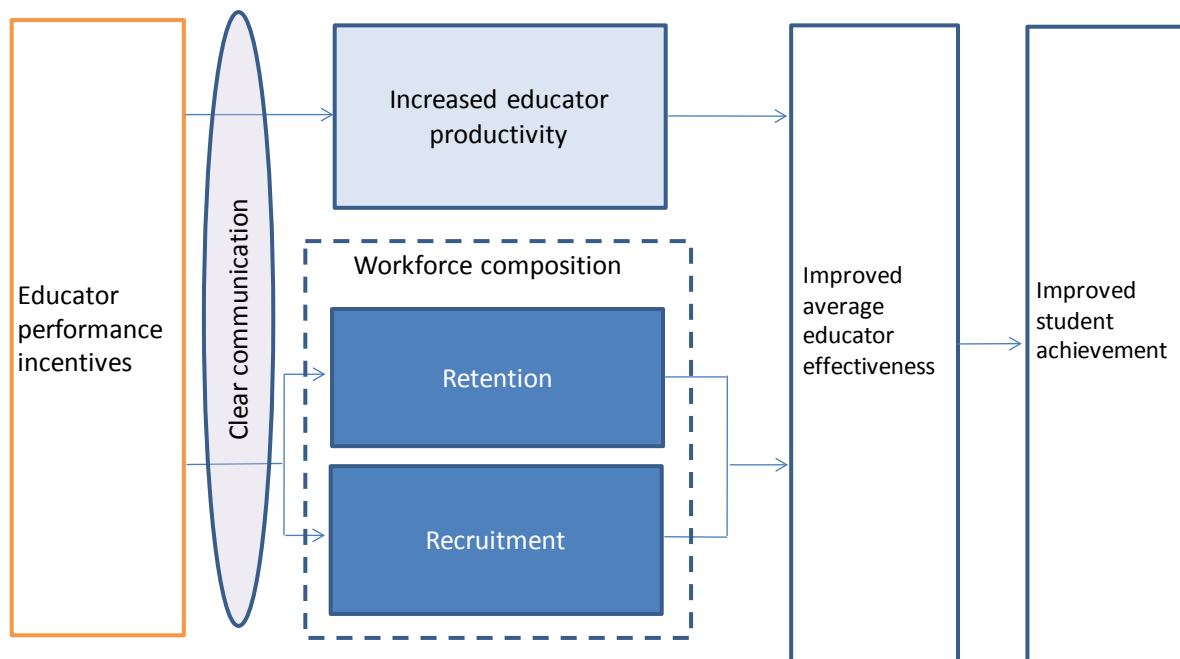 Educator
performance
incentives
Clear communication
Increased educator
productivity
Workforce composition
Retention
Recruitment
Improved
average
educator
effectiveness
Improved
student
achievement